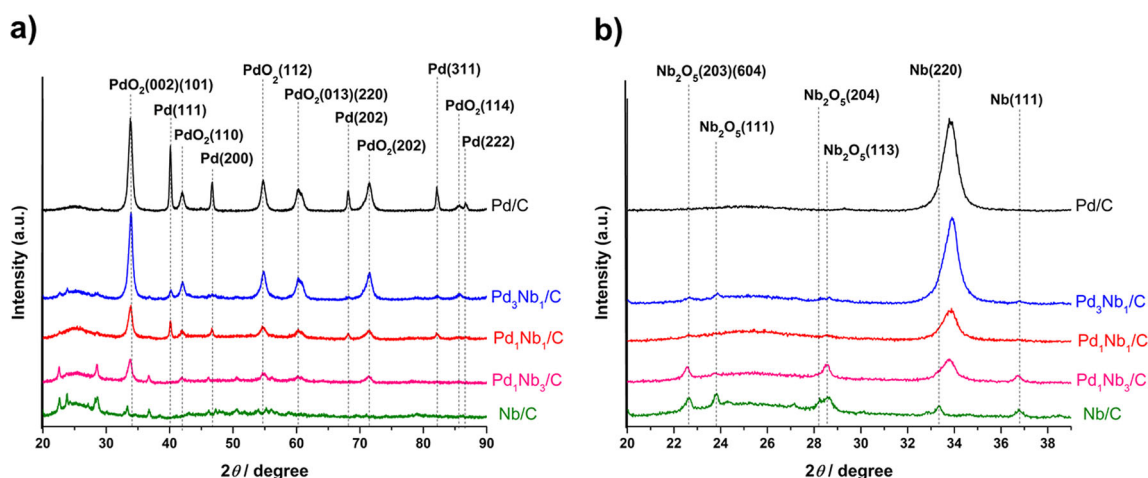 a)
PdO₂(002)(101)
Pd(111)
PdO₂(110)
Pd(200)
PdO₂(112)
PdO₂(013)(220)
Pd(202)
PdO₂(202)
Pd(311)
PdO₂(114)
Pd(222)
Pd/C
Pd₃Nb₁/C
Pd₁Nb₁/C
Pd₁Nb₃/C
Nb/C
Intensity (a.u.)
20 30 40 50 60 70 80 90
2θ / degree
b)
Nb₂O₅(203)(604)
Nb₂O₅(111)
Nb₂O₅(204)
Nb₂O₅(113)
Nb(220)
Nb(111)
Pd/C
Pd₃Nb₁/C
Pd₁Nb₁/C
Pd₁Nb₃/C
Nb/C
Intensity (a.u.)
20 22 24 26 28 30 32 34 36 38
2θ / degree